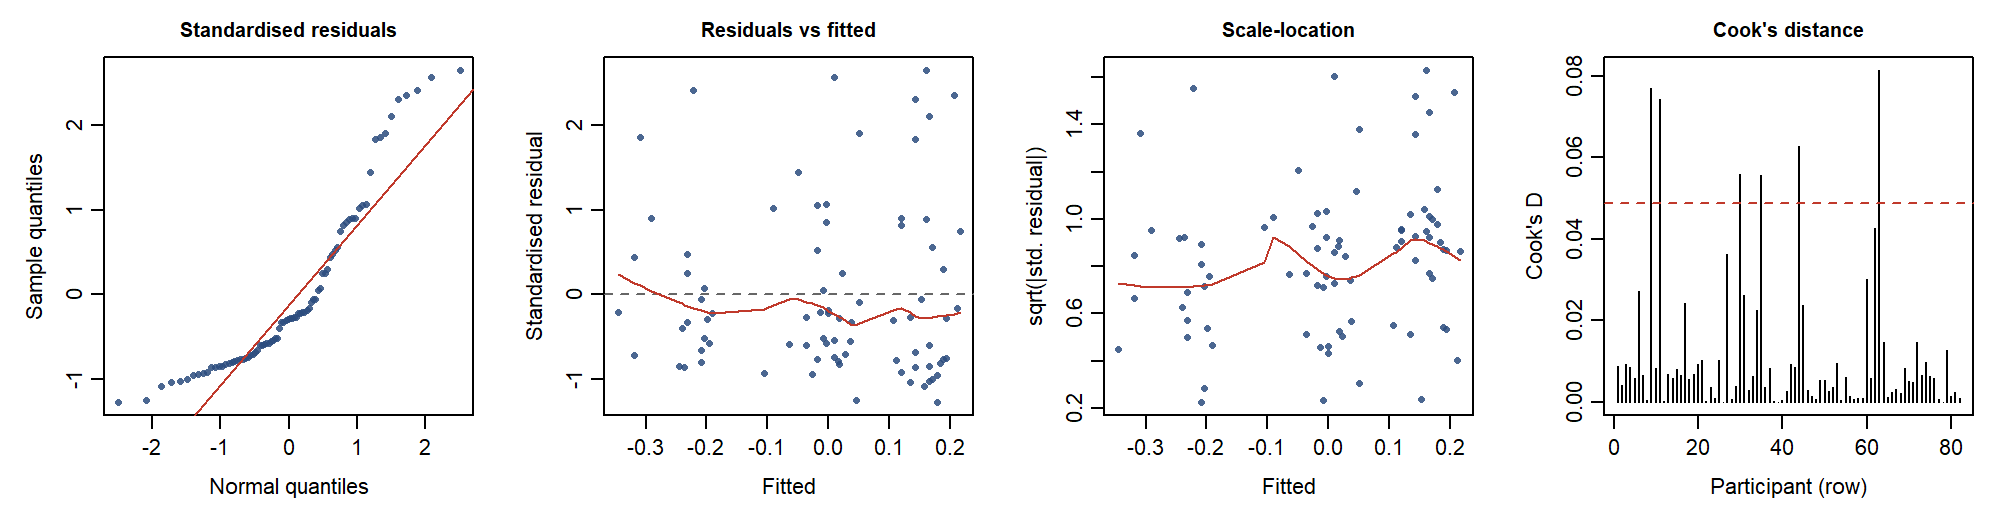 Standardised residuals
Sample quantiles
2
1
0
-1
-2 -1 0 1 2
Normal quantiles
Residuals vs fitted
Standardised residual
2
1
0
-1
-0.3 -0.2 -0.1 0.0 0.1 0.2
Fitted
Scale-location
sqrt(|std. residual|)
1.4
1.0
0.6
0.2
-0.3 -0.2 -0.1 0.0 0.1 0.2
Fitted
Cook's distance
Cook's D
0.08
0.06
0.04
0.02
0.00
0 20 40 60 80
Participant (row)